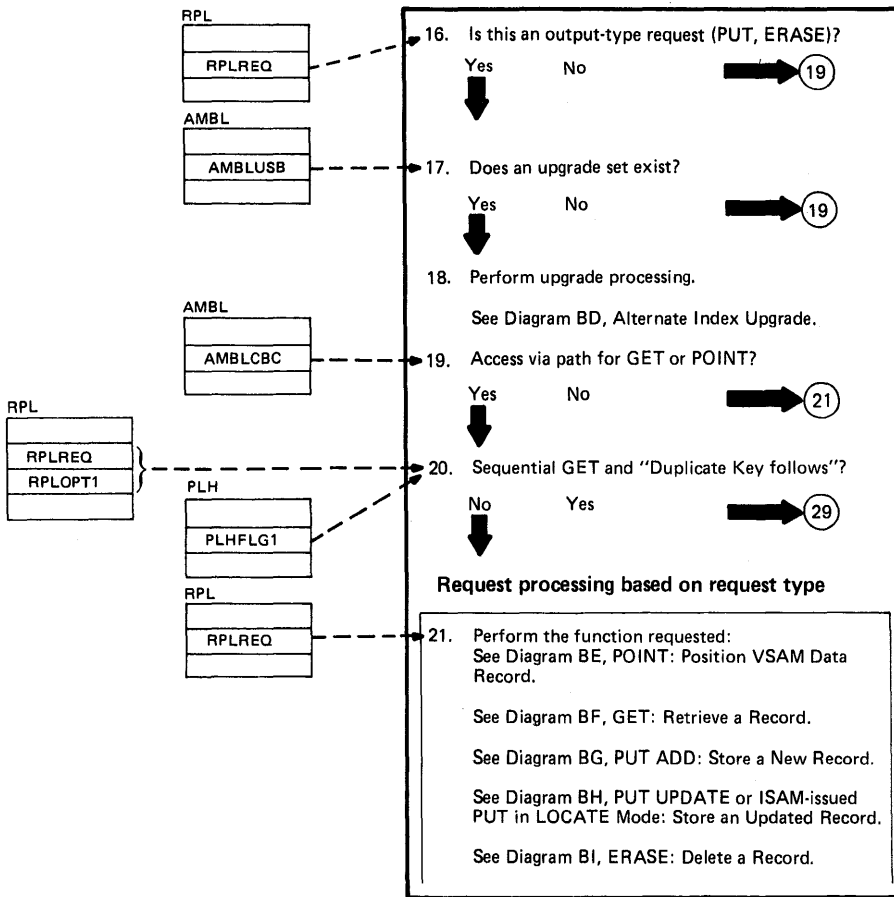 RPL
RPLREQ
16. Is this an output-type request (PUT, ERASE)?
Yes No 19
AMBL
AMBLUSB
17. Does an upgrade set exist?
Yes No 19
18. Perform upgrade processing.
See Diagram BD, Alternate Index Upgrade.
AMBL
AMBLCBC
19. Access via path for GET or POINT?
Yes No 21
RPL
RPLREQ
RPLOPT1
20. Sequential GET and "Duplicate Key follows"?
PLH
PLHFLG1
No Yes 29
Request processing based on request type
RPL
RPLREQ
21. Perform the function requested:
See Diagram BE, POINT: Position VSAM Data
Record.
See Diagram BF, GET: Retrieve a Record.
See Diagram BG, PUT ADD: Store a New Record.
See Diagram BH, PUT UPDATE or ISAM-issued
PUT in LOCATE Mode: Store an Updated Record.
See Diagram BI, ERASE: Delete a Record.